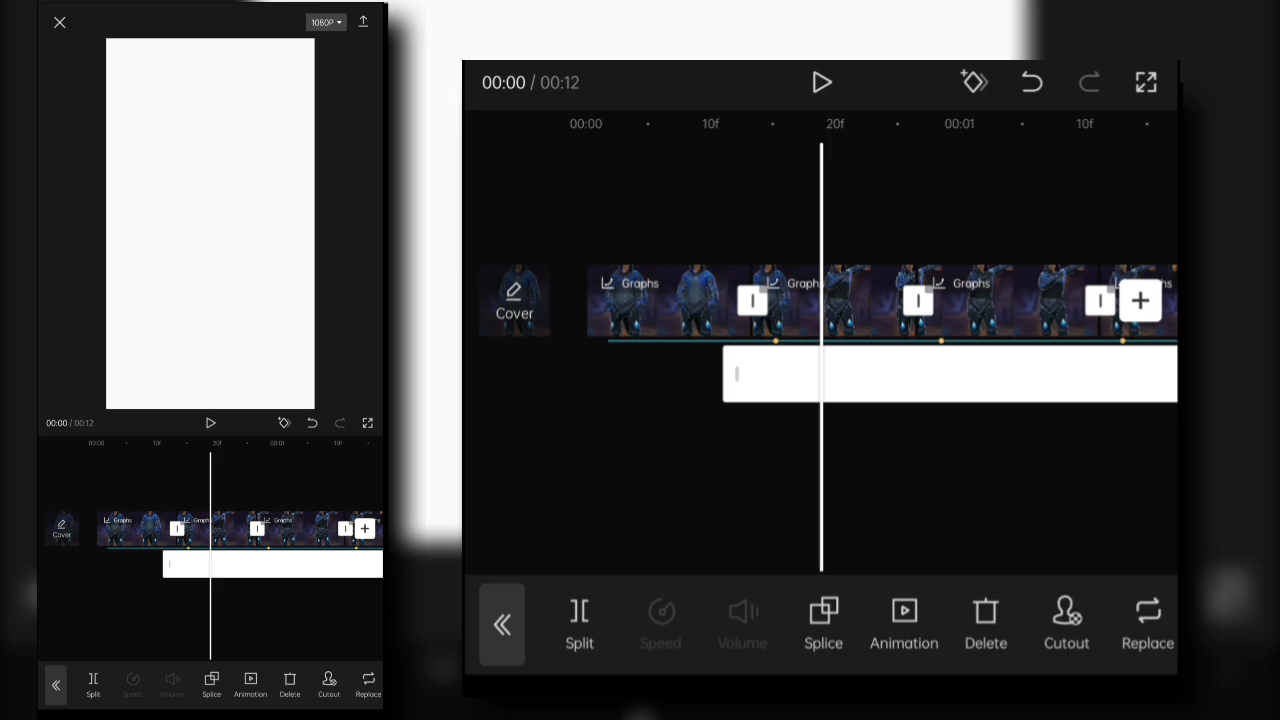 1080P
00:00 / 00:12
00:00 10f 20f 00:01 10f
Graphs Graphs Graphs
Cover
Split Speed Volume Splice Animation Delete Cutout Replace
00:00 / 00:12
00:00 10f 20f 00:01 10f
Graphs Graphs Graphs
Cover
Split Speed Volume Splice Animation Delete Cutout Replace